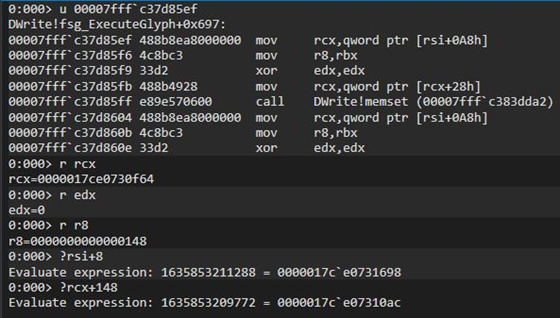 0:000> u 00007fff`c37d85ef
DWrite!fsg_ExecuteGlyph+0x697:
00007fff`c37d85ef 488b8ea8000000 mov rcx,qword ptr [rsi+0A8h]
00007fff`c37d85f6 4c8bc3 mov r8,rbx
00007fff`c37d85f9 33d2 xor edx,edx
00007fff`c37d85fb 488b4928 mov rcx,qword ptr [rcx+28h]
00007fff`c37d85ff e89e570600 call DWrite!memset (00007fff`c383dda2)
00007fff`c37d8604 488b8ea8000000 mov rcx,qword ptr [rsi+0A8h]
00007fff`c37d860b 4c8bc3 mov r8,rbx
00007fff`c37d860e 33d2 xor edx,edx
0:000> r rcx
rcx=0000017ce0730f64
0:000> r edx
edx=0
0:000> r r8
r8=0000000000000148
0:000> ?rsi+8
Evaluate expression: 1635853211288 = 0000017c`e0731698
0:000> ?rcx+148
Evaluate expression: 1635853209772 = 0000017c`e07310ac